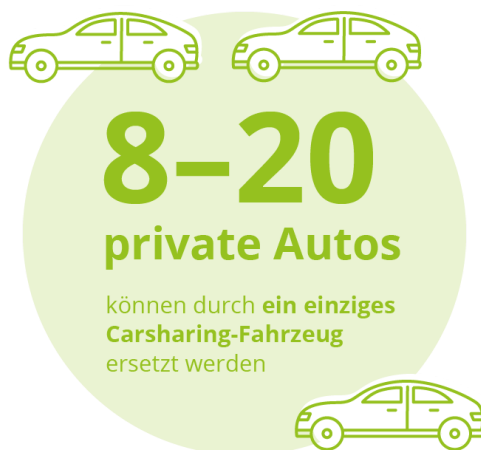 8–20
private Autos
können durch ein einziges
Carsharing-Fahrzeug
ersetzt werden